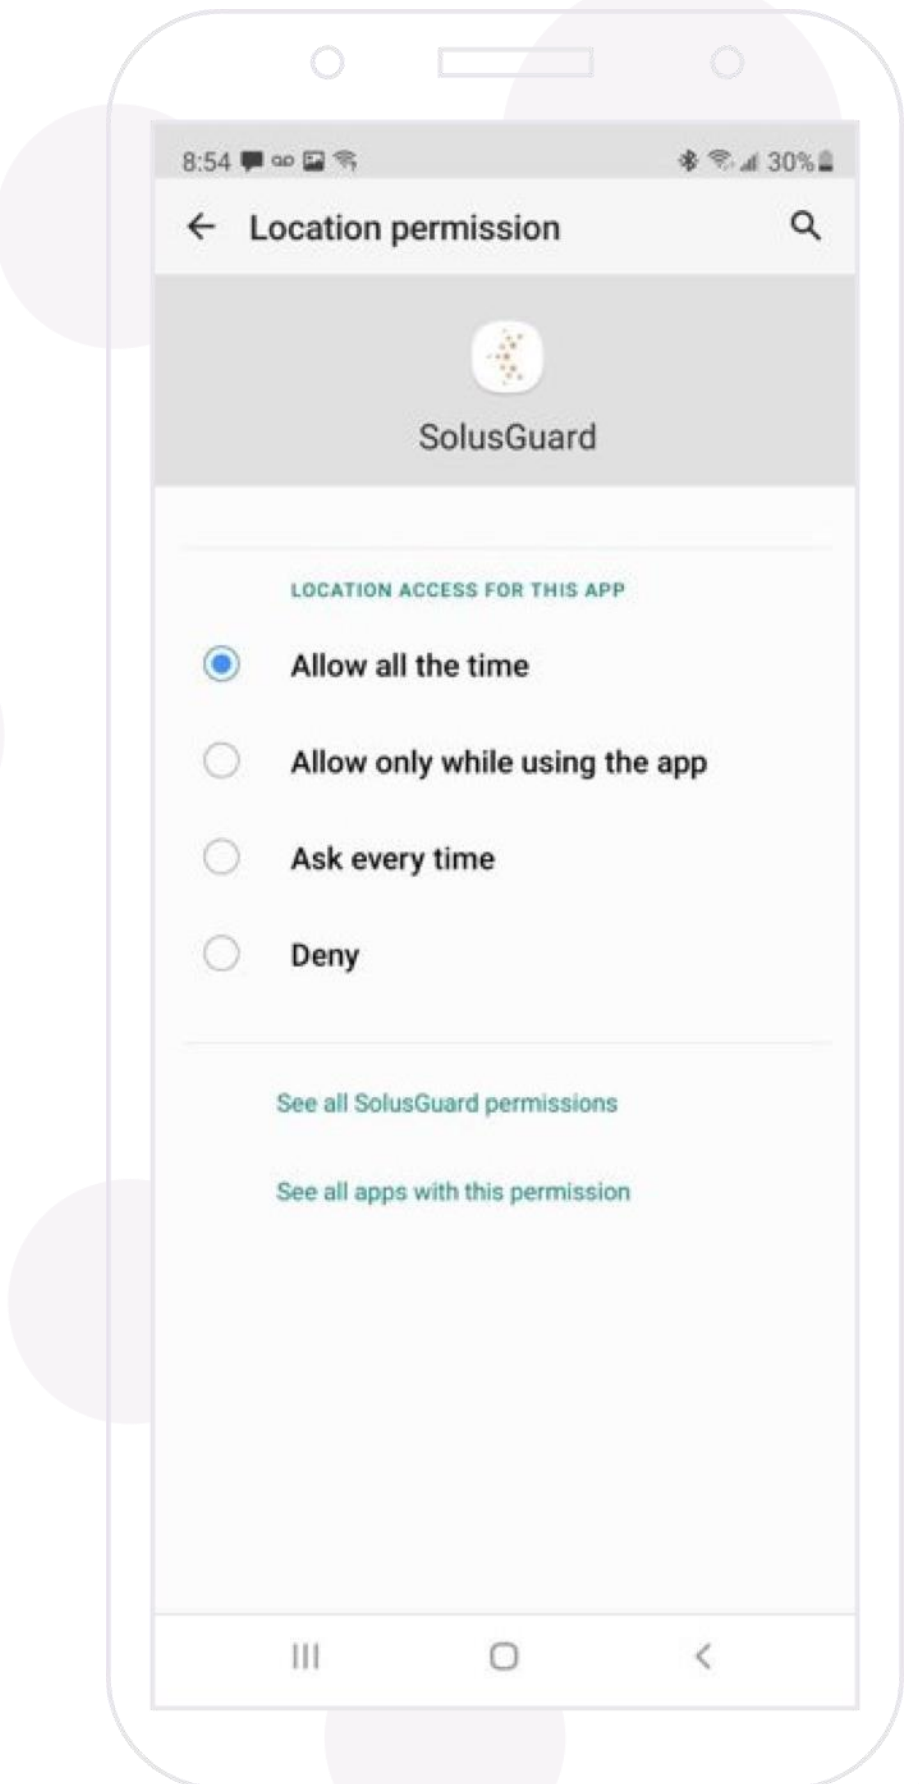 8:54 30%
Location permission
SolusGuard
LOCATION ACCESS FOR THIS APP
Allow all the time
Allow only while using the app
Ask every time
Deny
See all SolusGuard permissions
See all apps with this permission